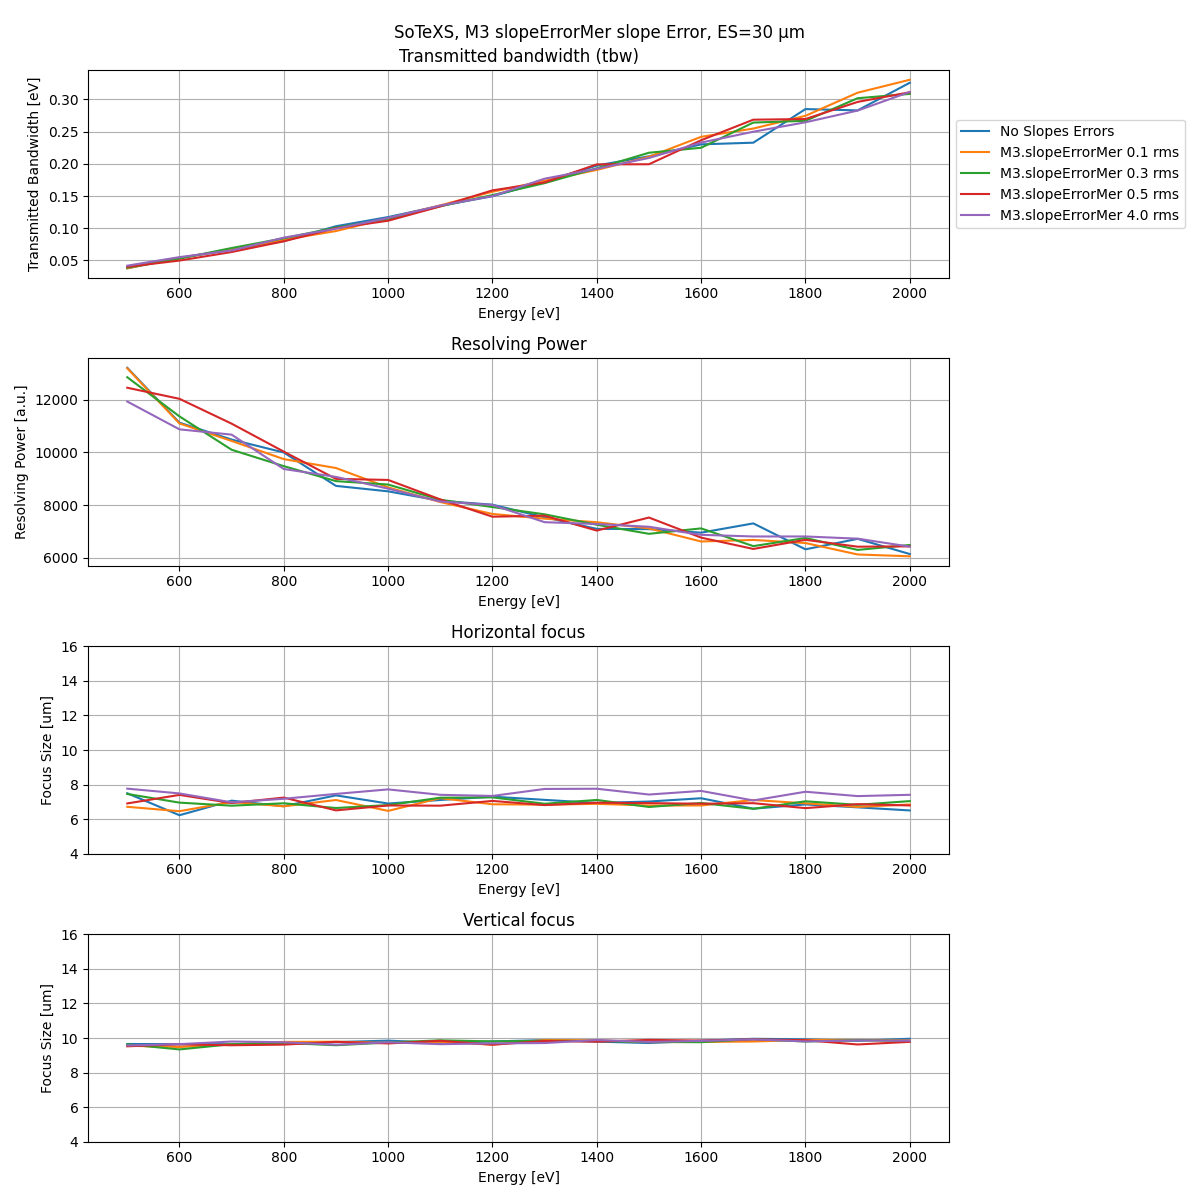 SoTeXS, M3 slopeErrorMer slope Error, ES=30 µm
Transmitted bandwidth (tbw)
Transmitted Bandwidth [eV]
0.30
0.25
0.20
0.15
0.10
0.05
600 800 1000 1200 1400 1600 1800 2000
Energy [eV]
No Slopes Errors
M3.slopeErrorMer 0.1 rms
M3.slopeErrorMer 0.3 rms
M3.slopeErrorMer 0.5 rms
M3.slopeErrorMer 4.0 rms
Resolving Power
Resolving Power [a.u.]
12000
10000
8000
6000
600 800 1000 1200 1400 1600 1800 2000
Energy [eV]
Horizontal focus
Focus Size [um]
16
14
12
10
8
6
4
600 800 1000 1200 1400 1600 1800 2000
Energy [eV]
Vertical focus
Focus Size [um]
16
14
12
10
8
6
4
600 800 1000 1200 1400 1600 1800 2000
Energy [eV]